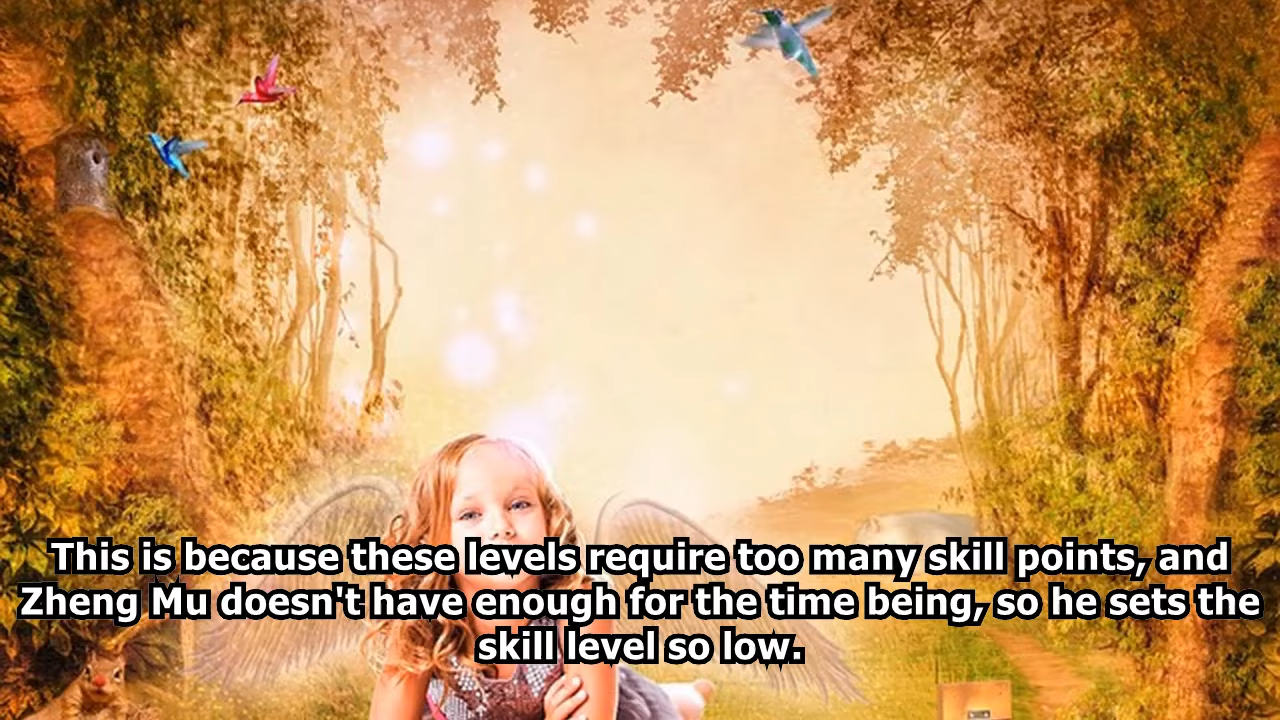 This is because these levels require too many skill points, and
Zheng Mu doesn't have enough for the time being, so he sets the
skill level so low.